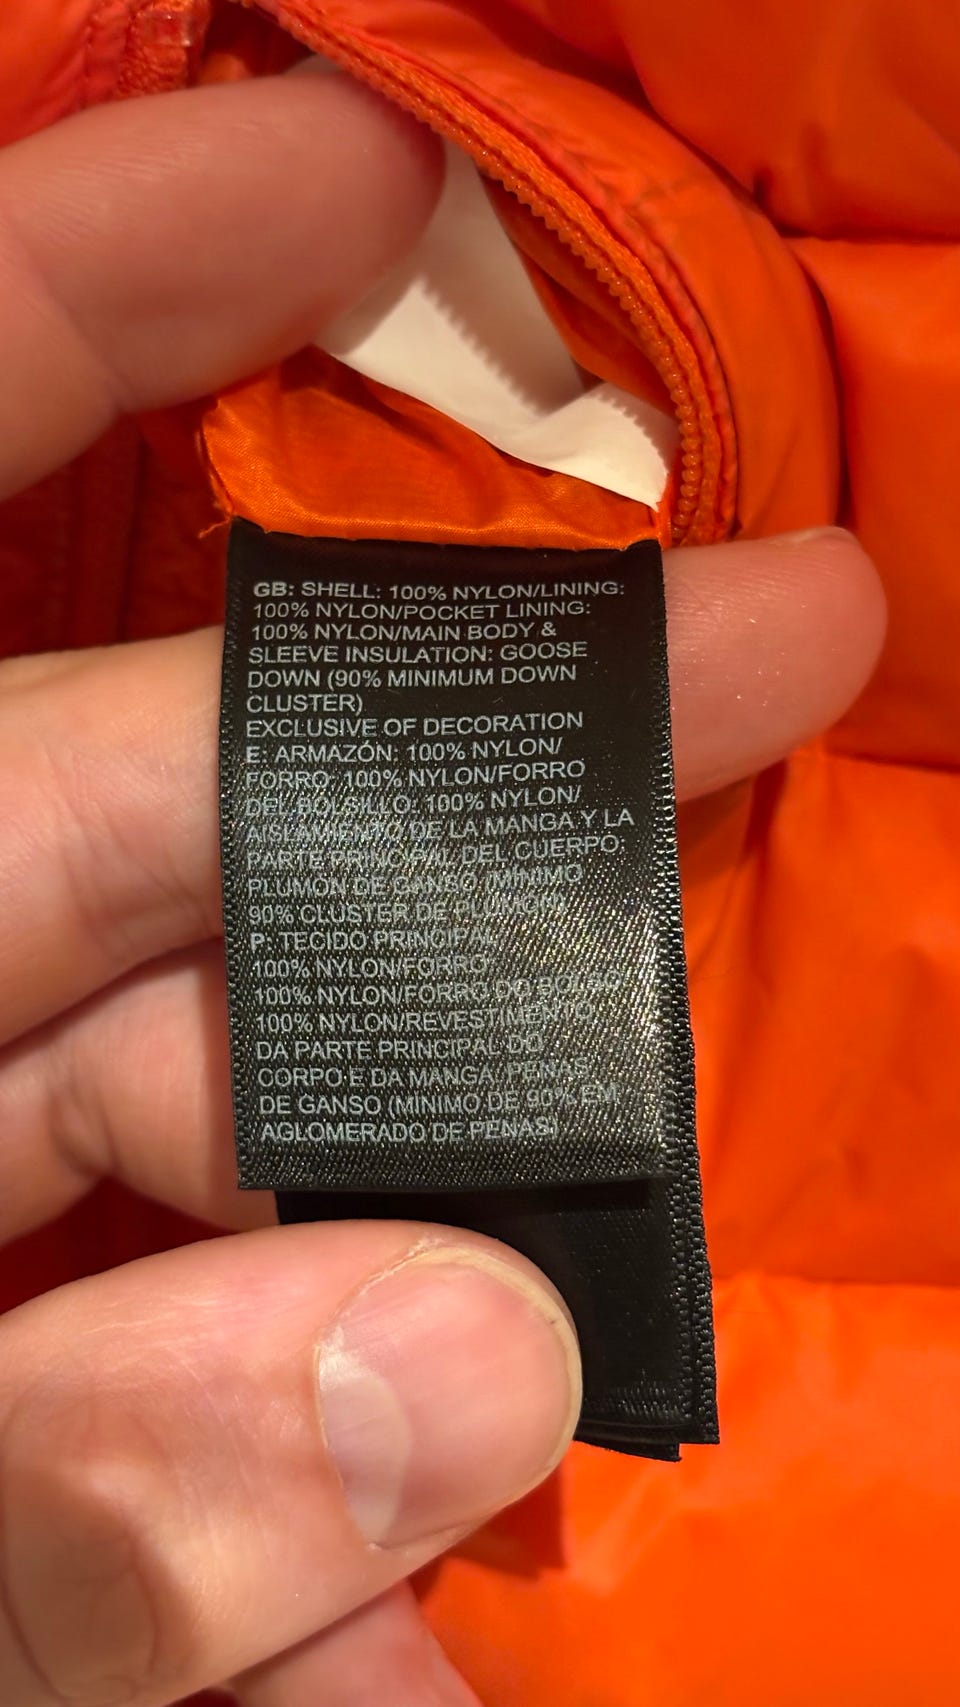 GB: SHELL: 100% NYLON/LINING:
100% NYLON/POCKET LINING:
100% NYLON/MAIN BODY &
SLEEVE INSULATION: GOOSE
DOWN (90% MINIMUM DOWN
CLUSTER)
EXCLUSIVE OF DECORATION
E: ARMAZÓN: 100% NYLON/
FORRO: 100% NYLON/FORRO
DEL BOLSILLO: 100% NYLON/
AISLAMIENTO DE LA MANGA Y LA
PARTE PRINCIPAL DEL CUERPO:
PLUMÓN DE GANSO (MÍNIMO
90% CLUSTER DE PLUMÓN)
P: TECIDO PRINCIPAL:
100% NYLON/FORRO:
100% NYLON/FORRO DO BOLSO:
100% NYLON/REVESTIMENTO
DA PARTE PRINCIPAL DO
CORPO E DA MANGA: PENAS
DE GANSO (MÍNIMO DE 90% EM
AGLOMERADO DE PENAS)